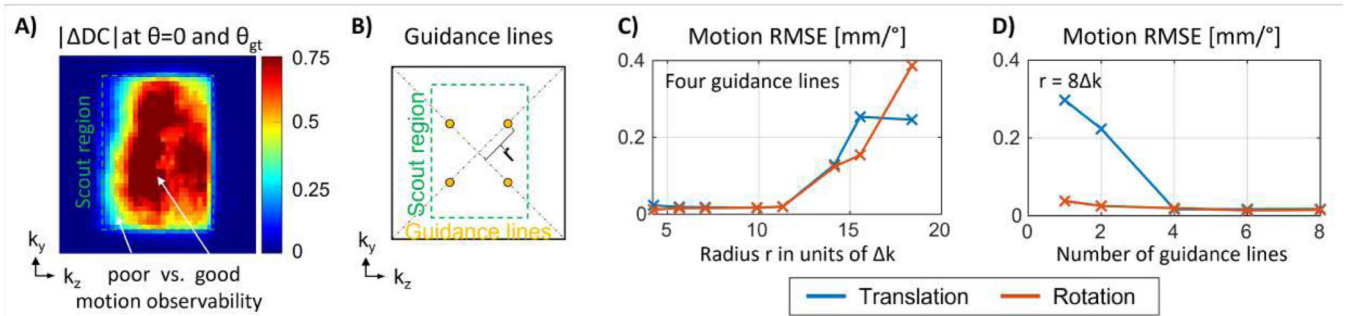 A)
|ΔDC| at θ=0 and θgt
Scout region
0.75
0.5
0.25
0
ky
kz
poor vs. good
motion observability
B)
Guidance lines
Scout region
r
Guidance lines
ky
kz
C)
Motion RMSE [mm/°]
Four guidance lines
0.4
0.2
0
5
10
15
20
Radius r in units of Δk
D)
Motion RMSE [mm/°]
r = 8Δk
0.4
0.2
0
0
2
4
6
8
Number of guidance lines
Translation
Rotation